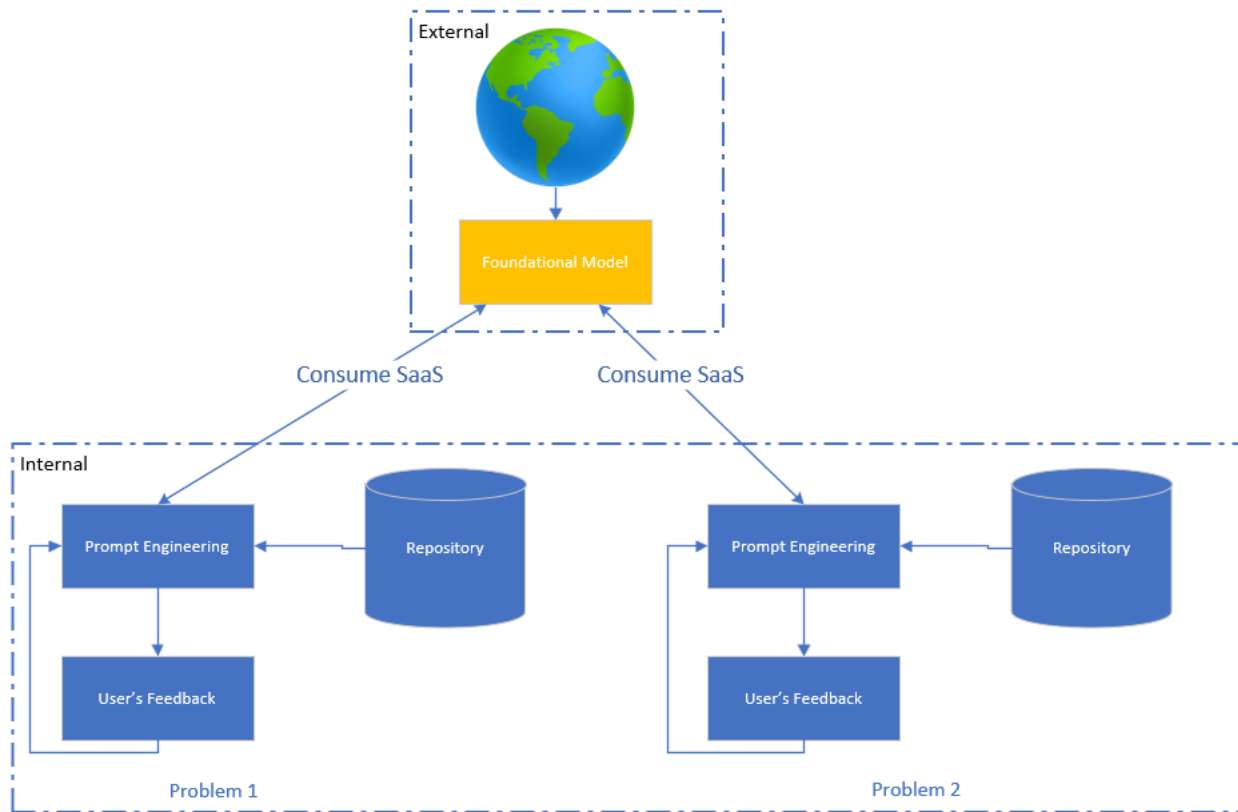 External
Foundational Model
Consume SaaS
Consume SaaS
Internal
Prompt Engineering
Repository
Prompt Engineering
Repository
User's Feedback
User's Feedback
Problem 1
Problem 2